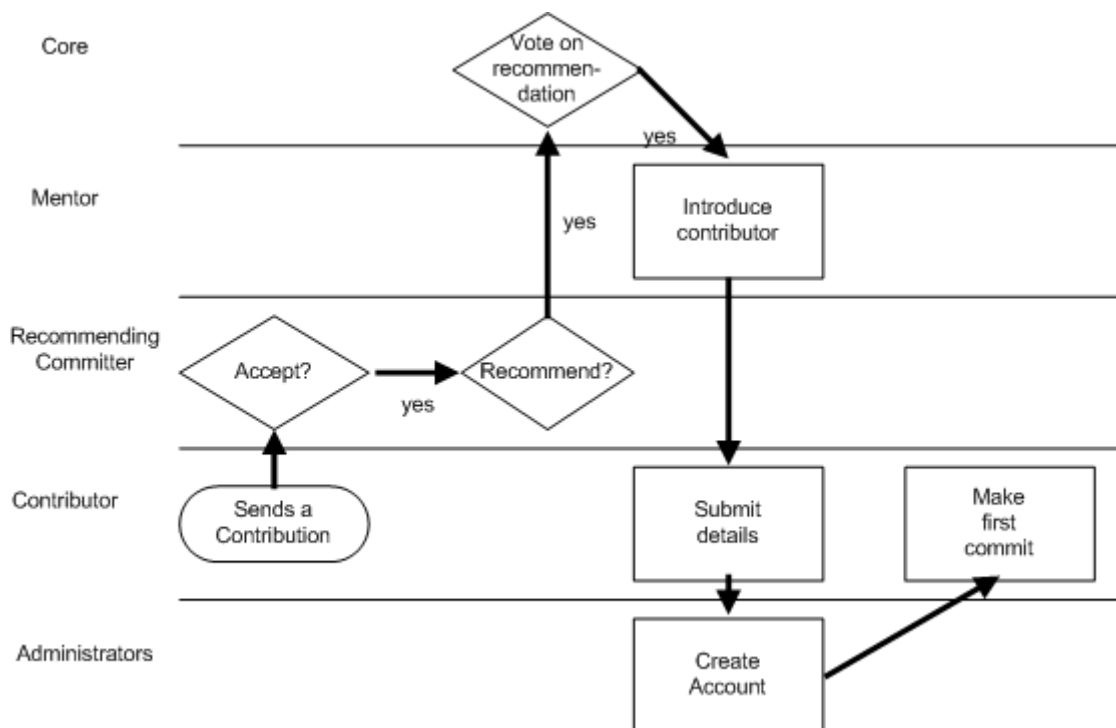 Core
Vote on
recommen-
dation
yes
Mentor
Introduce
contributor
yes
Recommending
Committer
Accept?
yes
Recommend?
Contributor
Sends a
Contribution
Submit
details
Make
first
commit
Administrators
Create
Account